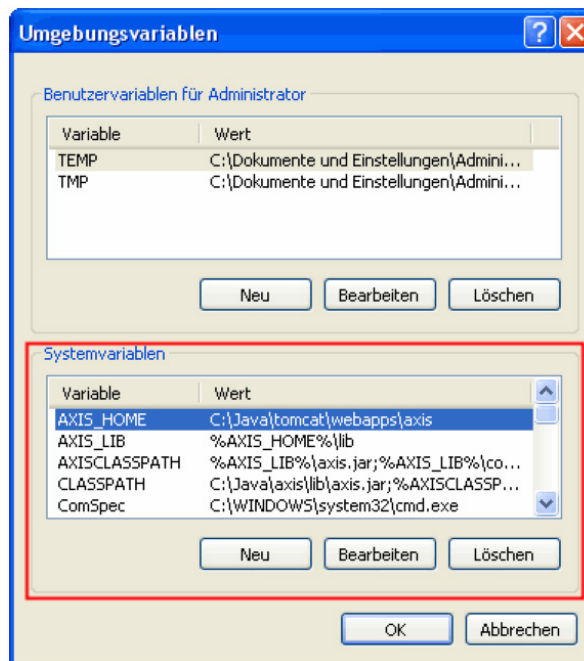 Umgebungsvariablen
Benutzervariablen für Administrator
Variable Wert
TEMP C:\Dokumente und Einstellungen\Admini...
TMP C:\Dokumente und Einstellungen\Admini...
Neu Bearbeiten Löschen
Systemvariablen
Variable Wert
AXIS_HOME C:\Java\tomcat\webapps\axis
AXIS_LIB %AXIS_HOME%\lib
AXISCLASSPATH %AXIS_LIB%\axis.jar;%AXIS_LIB%\co...
CLASSPATH C:\Java\axis\lib\axis.jar;%AXISCLASSP...
ComSpec C:\WINDOWS\system32\cmd.exe
Neu Bearbeiten Löschen
OK Abbrechen